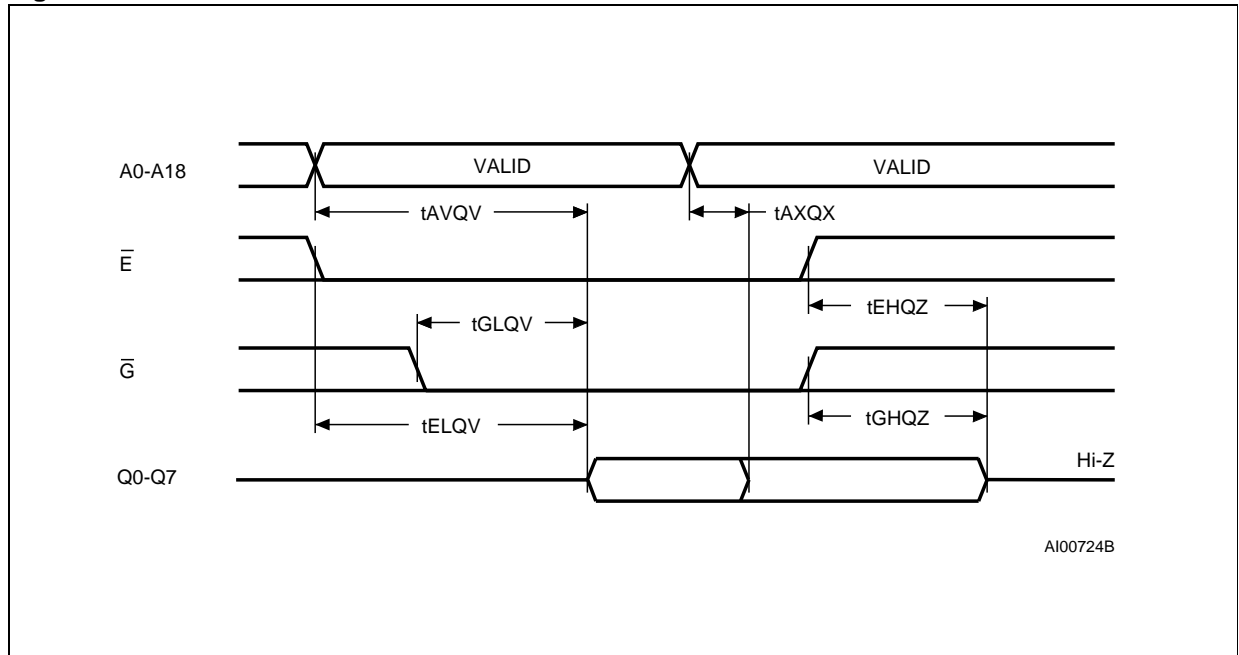 A0-A18
VALID
VALID
tAVQV
tAXQX
E̅
tEHQZ
tGLQV
G̅
tGHQZ
tELQV
Hi-Z
Q0-Q7
AI00724B